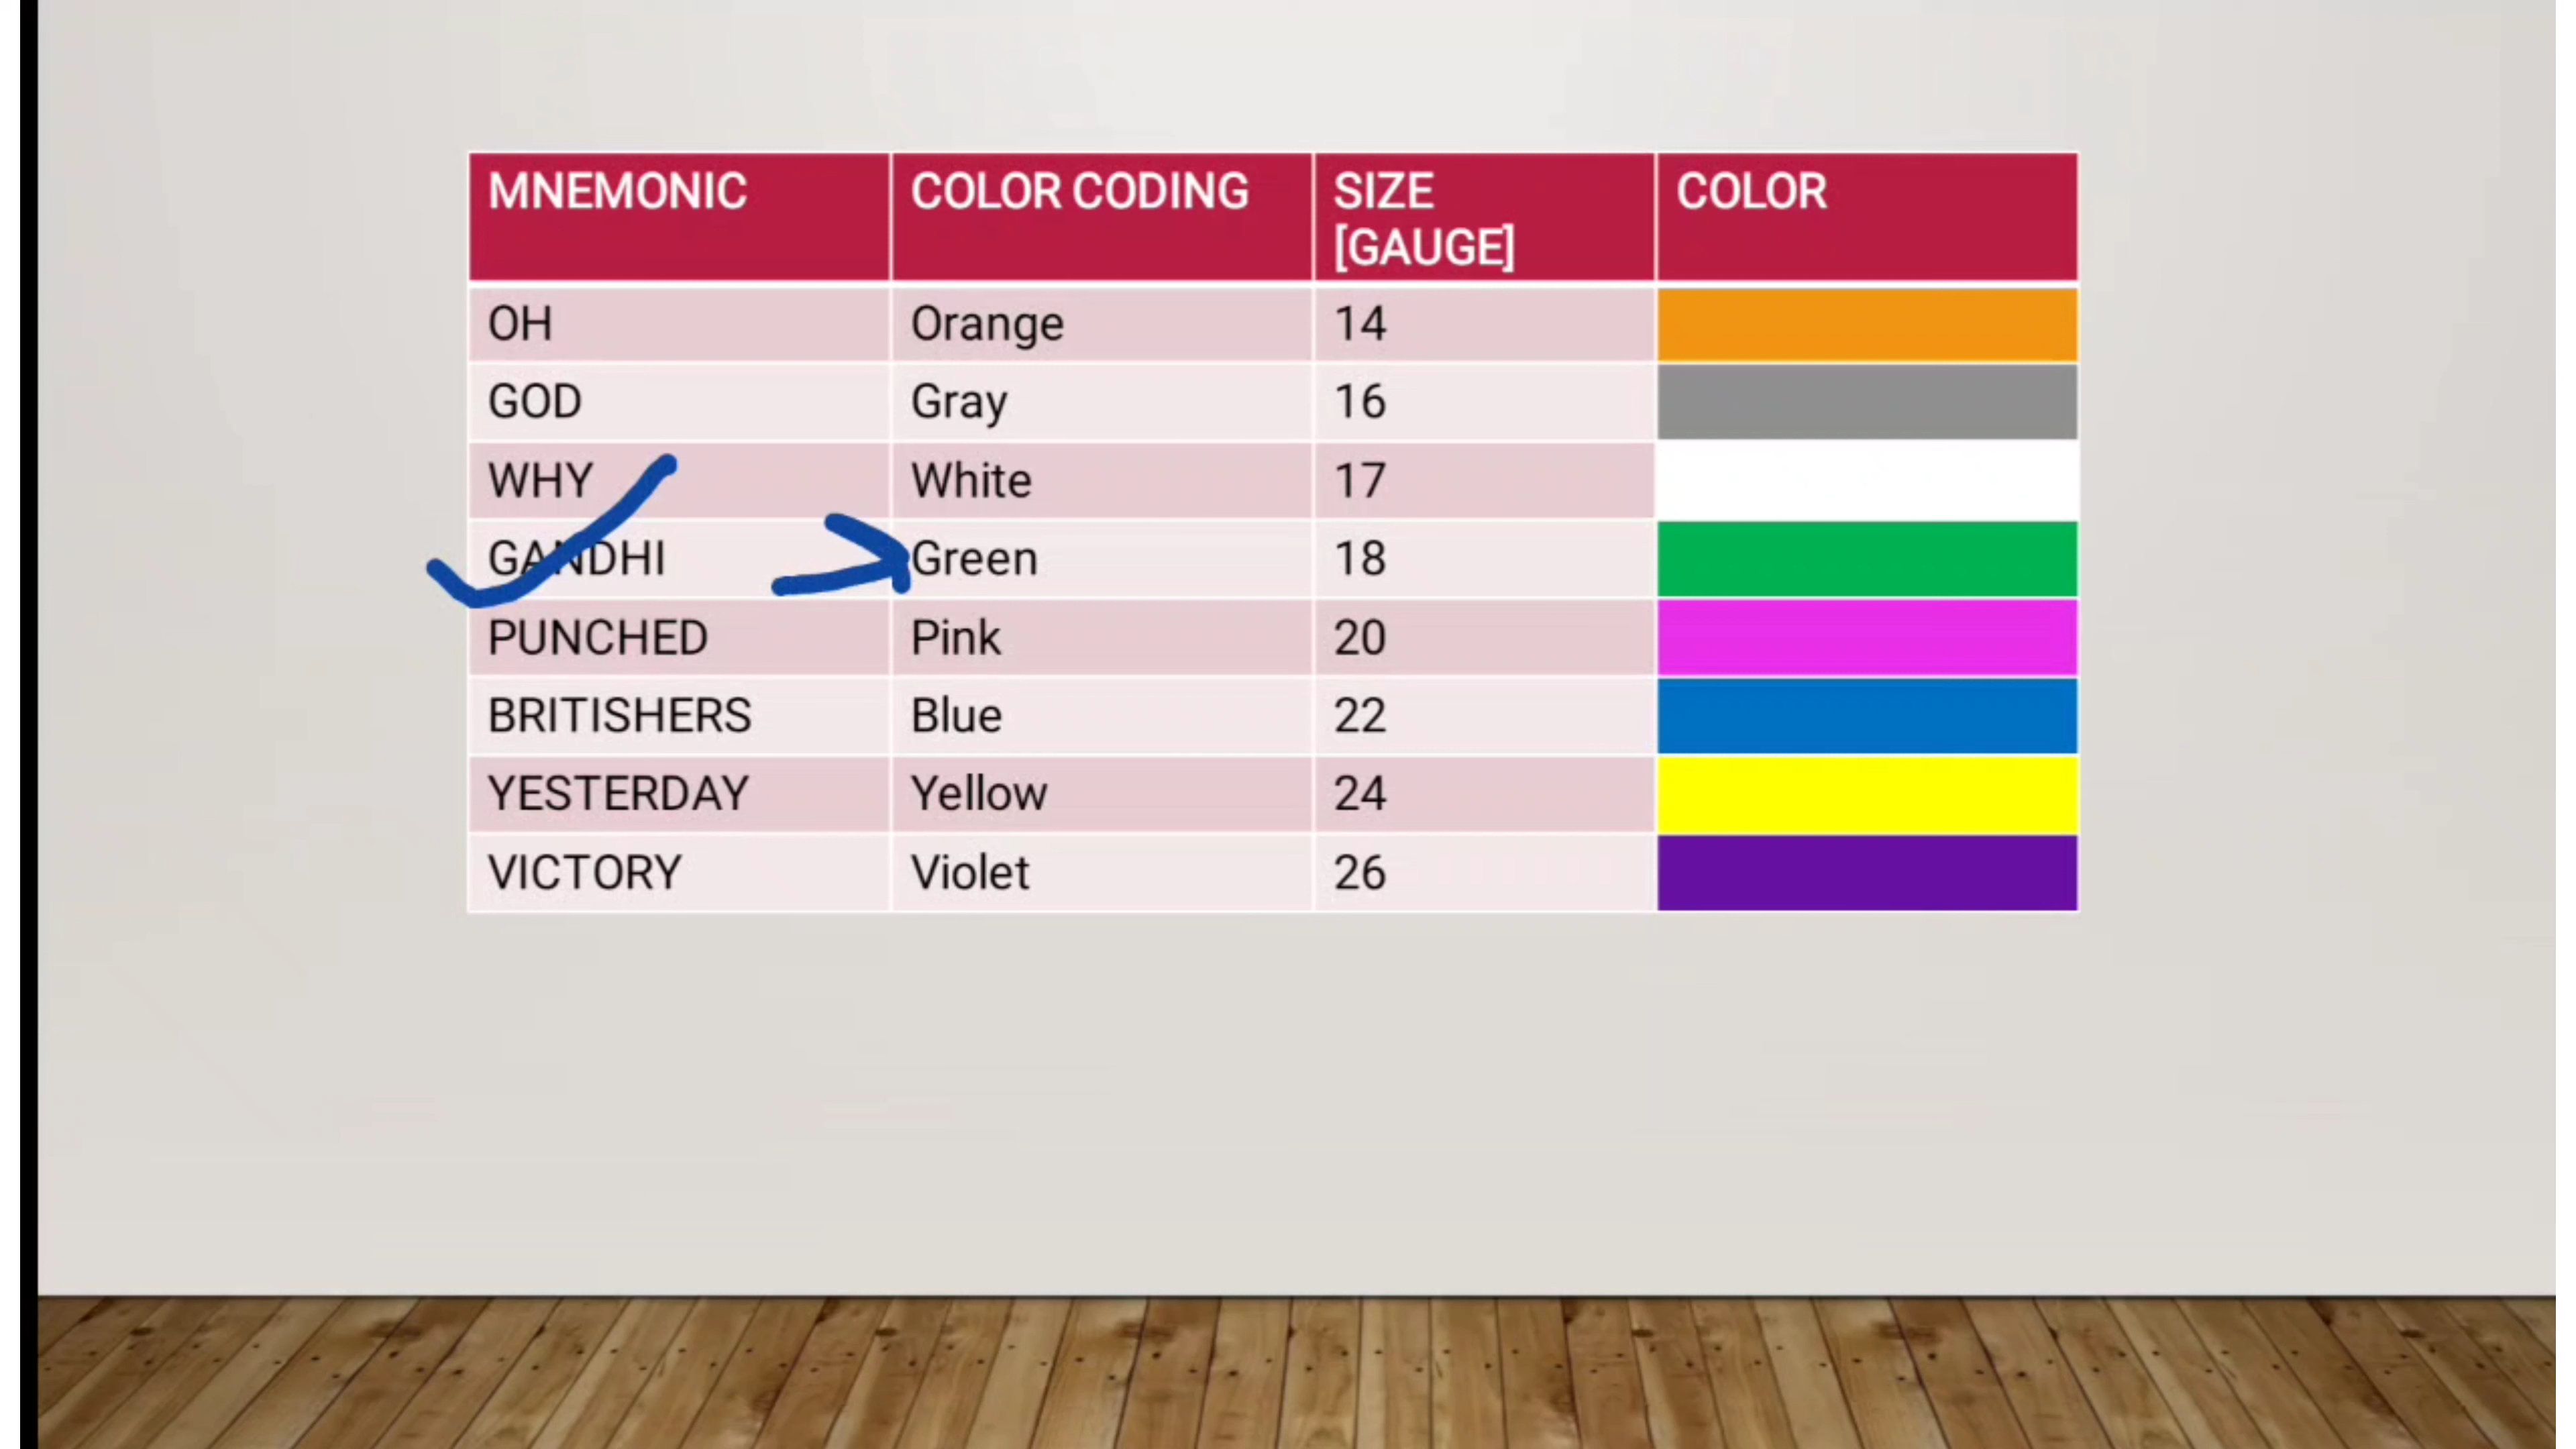 MNEMONIC COLOR CODING SIZE [GAUGE] COLOR
OH Orange 14
GOD Gray 16
WHY White 17
GANDHI Green 18
PUNCHED Pink 20
BRITISHERS Blue 22
YESTERDAY Yellow 24
VICTORY Violet 26